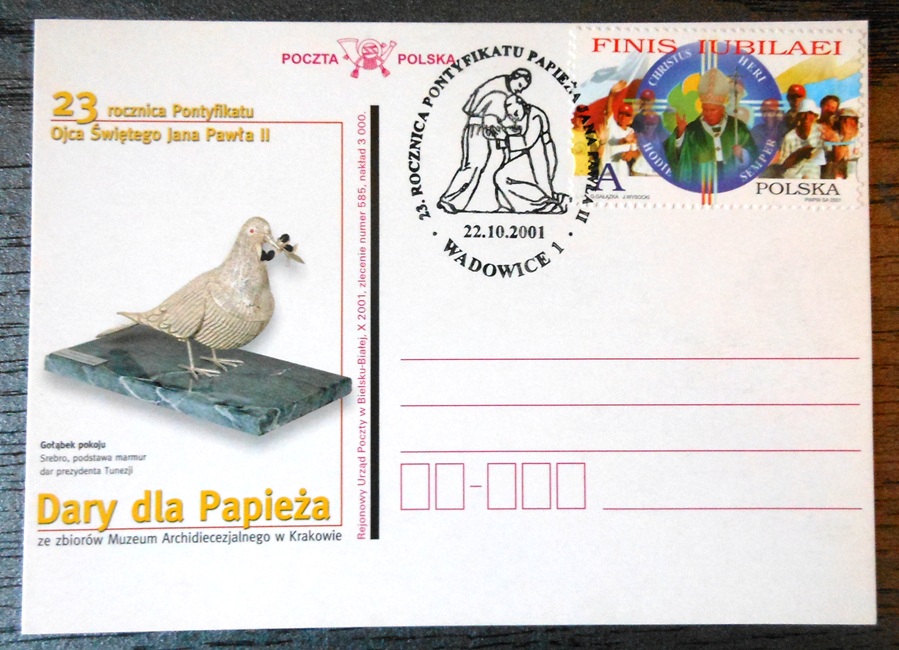 POCZTA POLSKA
23 rocznica Pontyfikatu
Ojca Świętego Jana Pawła II
Gołąbek pokoju
Srebro, podstawa marmur
dar prezydenta Tunezji
Dary dla Papieża
ze zbiorów Muzeum Archidiecezjalnego w Krakowie
Rejonowy Urząd Poczty w Bielsku-Białej, X 2001, zlecenie numer 585, nakład 3 000.
23. ROCZNICA PONTYFIKATU PAPIEŻA JANA PAWŁA II
22.10.2001
· WADOWICE 1 ·
FINIS IUBILAEI
CHRISTUS HERI
HODIE SEMPER
A
POLSKA
PWPW SA 2001